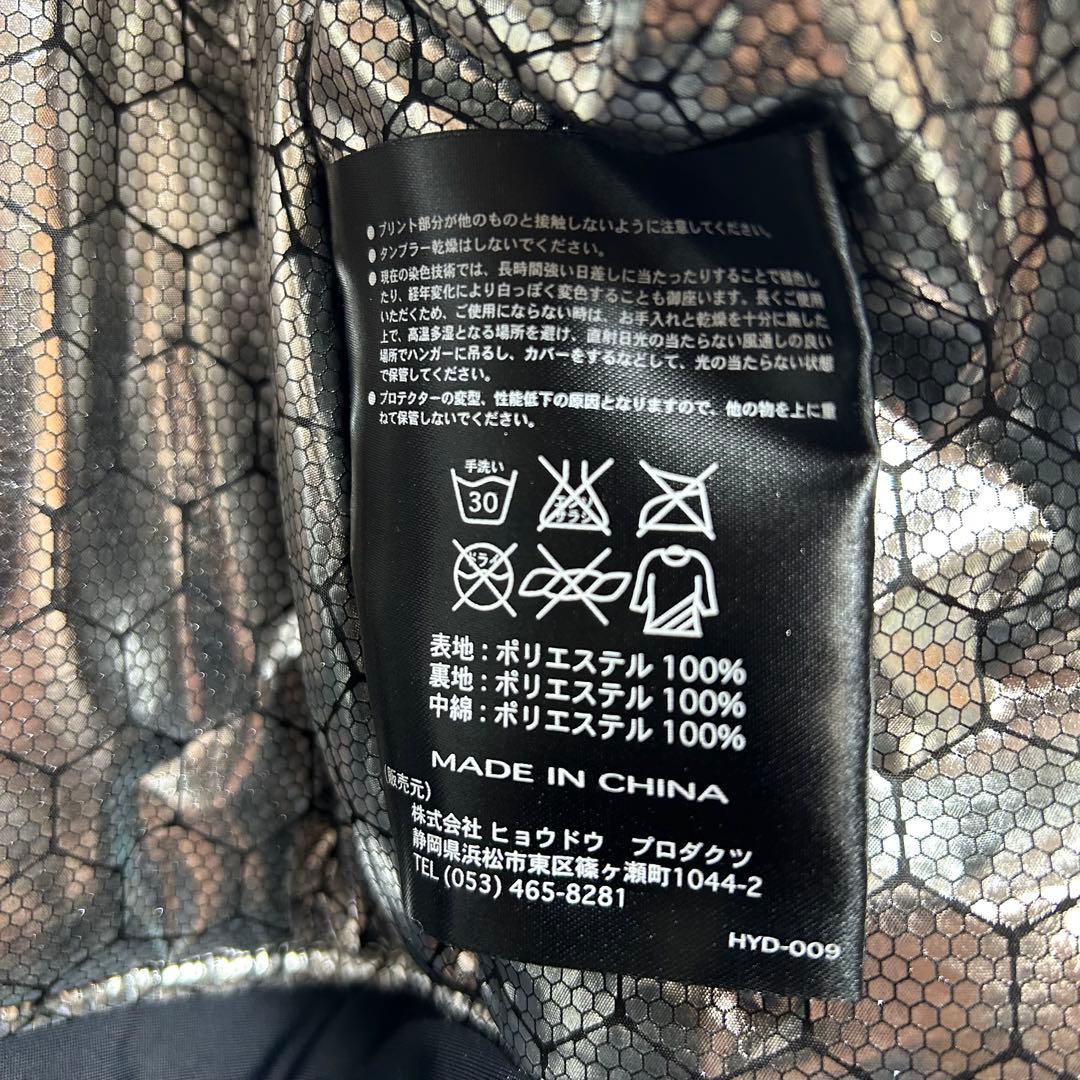 ●プリント部分が他のものと接触しないように注意してください。
●タンブラー乾燥はしないでください。
●現在の染色技術では、長時間強い日差しに当たったりすることで褪色し
たり、経年変化により白っぽく変色することも御座います。長くご使用
いただくため、ご使用にならない時は、お手入れと乾燥を十分に施した
上で、高温多湿となる場所を避け、直射日光の当たらない風通しの良い
場所でハンガーに吊るし、カバーをするなどして、光の当たらない状態
で保管してください。
●プロテクターの変型、性能低下の原因となりますので、他の物を上に重
ねて保管しないでください。
手洗い
30
エンソ
サラシ
ドライ
表地：ポリエステル 100%
裏地：ポリエステル 100%
中綿：ポリエステル 100%
MADE IN CHINA
(販売元)
株式会社 ヒョウドウ プロダクツ
静岡県浜松市東区篠ヶ瀬町1044-2
TEL (053) 465-8281
HYD-009